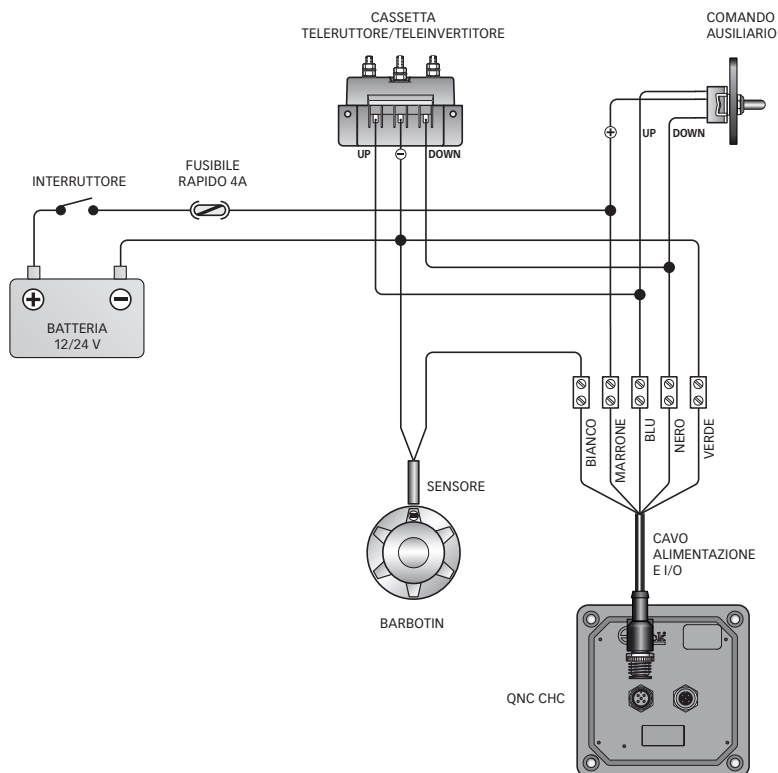 CASSETTA
TELERUTTORE/TELEINVERTITORE
COMANDO
AUSILIARIO
UP
DOWN
UP
DOWN
INTERRUTTORE
FUSIBILE
RAPIDO 4A
BATTERIA
12/24 V
BIANCO
MARRONE
BLU
NERO
VERDE
SENSORE
BARBOTIN
CAVO
ALIMENTAZIONE
E I/O
QNC CHC